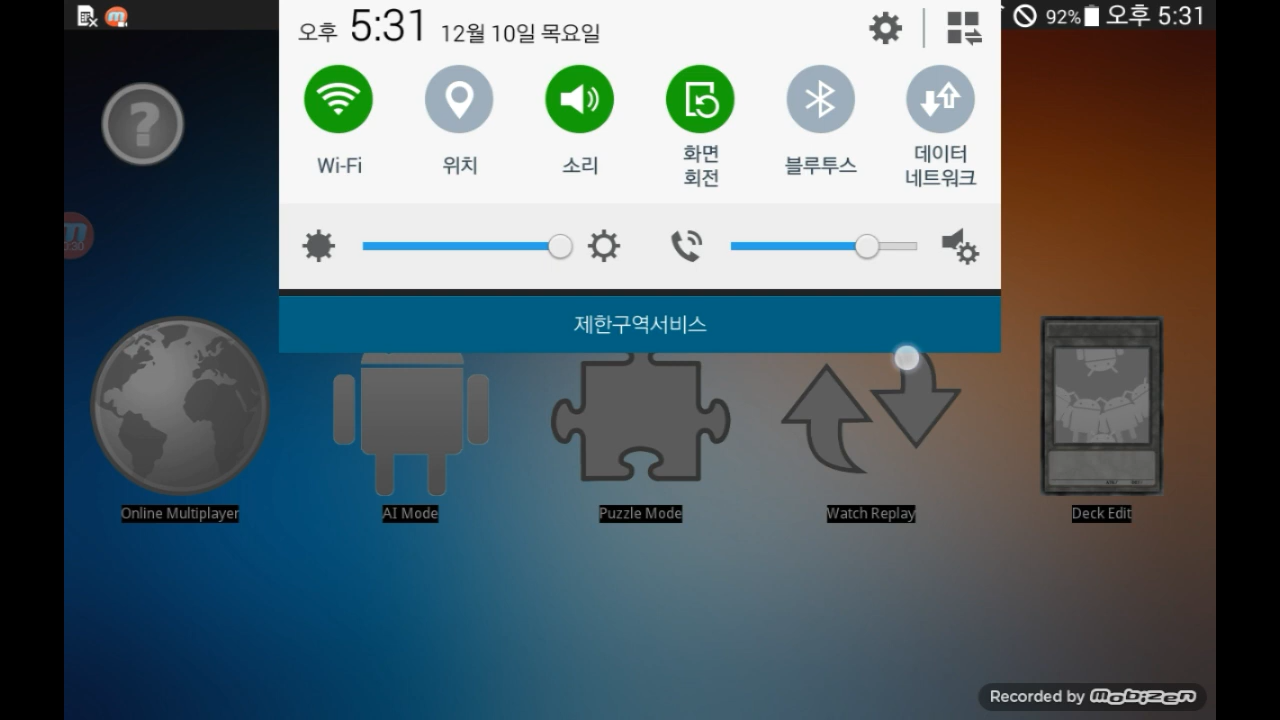 오후 5:31 12월 10일 목요일
92% 오후 5:31
Wi-Fi
위치
소리
화면
회전
블루투스
데이터
네트워크
제한구역서비스
Online Multiplayer
AI Mode
Puzzle Mode
Watch Replay
Deck Edit
Recorded by Mobizen